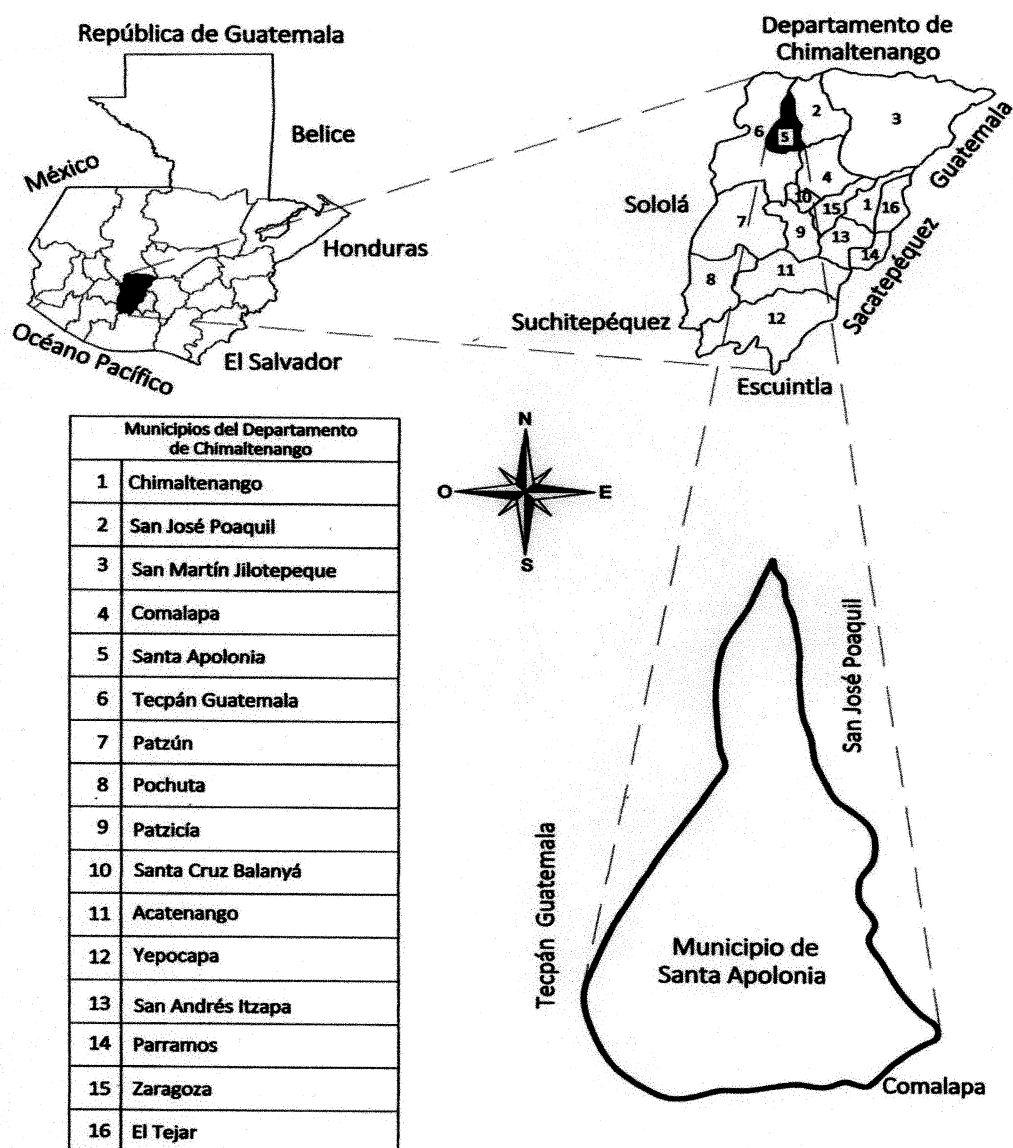 República de Guatemala
Belice
México
Honduras
El Salvador
Océano Pacífico
Departamento de
Chimaltenango
2
3
6
5
4
10
15
1
16
7
9
13
14
8
11
12
Guatemala
Sololá
Sacatepéquez
Suchitepéquez
Escuintla
Municipios del Departamento
de Chimaltenango
1 Chimaltenango
2 San José Poaquil
3 San Martín Jilotepeque
4 Comalapa
5 Santa Apolonia
6 Tecpán Guatemala
7 Patzún
8 Pochuta
9 Patzicía
10 Santa Cruz Balanyá
11 Acatenango
12 Yepocapa
13 San Andrés Itzapa
14 Parramos
15 Zaragoza
16 El Tejar
N
O
E
S
San José Poaquil
Tecpán Guatemala
Municipio de
Santa Apolonia
Comalapa